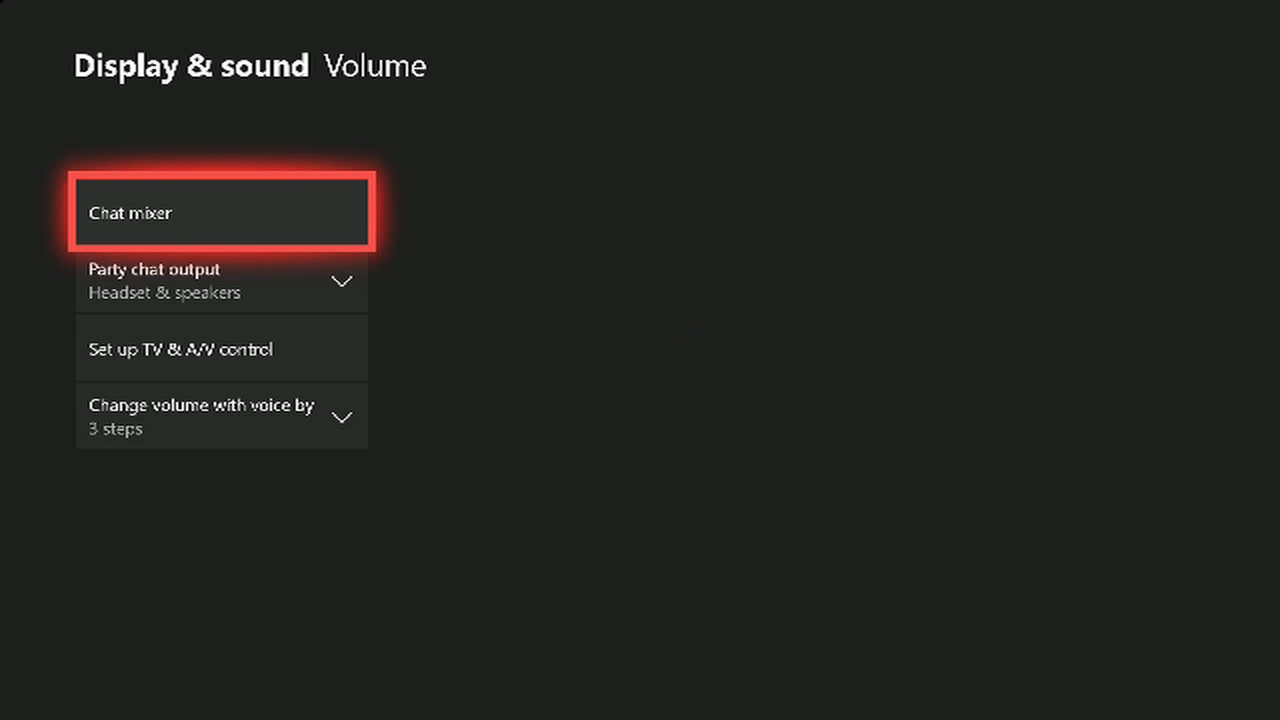 Display & sound Volume
Chat mixer
Party chat output
Headset & speakers
Set up TV & A/V control
Change volume with voice by
3 steps